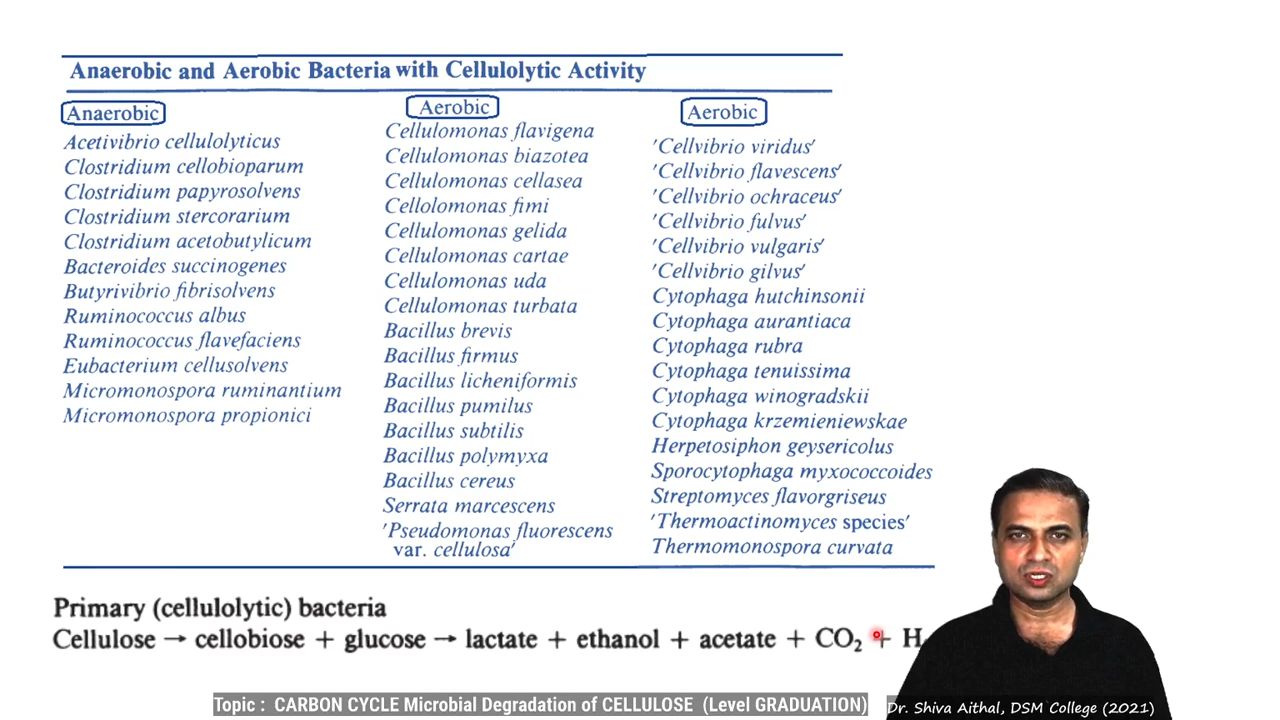 Anaerobic and Aerobic Bacteria with Cellulolytic Activity
Anaerobic
Acetivibrio cellulolyticus
Clostridium cellobioparum
Clostridium papyrosolvens
Clostridium stercorarium
Clostridium acetobutylicum
Bacteroides succinogenes
Butyrivibrio fibrisolvens
Ruminococcus albus
Ruminococcus flavefaciens
Eubacterium cellusolvens
Micromonospora ruminantium
Micromonospora propionici
Aerobic
Cellulomonas flavigena
Cellulomonas biazotea
Cellulomonas cellasea
Cellolomonas fimi
Cellulomonas gelida
Cellulomonas cartae
Cellulomonas uda
Cellulomonas turbata
Bacillus brevis
Bacillus firmus
Bacillus licheniformis
Bacillus pumilus
Bacillus subtilis
Bacillus polymyxa
Bacillus cereus
Serrata marcescens
'Pseudomonas fluorescens
var. cellulosa'
Aerobic
'Cellvibrio viridus'
'Cellvibrio flavescens'
'Cellvibrio ochraceus'
'Cellvibrio fulvus'
'Cellvibrio vulgaris'
'Cellvibrio gilvus'
Cytophaga hutchinsonii
Cytophaga aurantiaca
Cytophaga rubra
Cytophaga tenuissima
Cytophaga winogradskii
Cytophaga krzemieniewskae
Herpetosiphon geysericolus
Sporocytophaga myxococcoides
Streptomyces flavorgriseus
'Thermoactinomyces species'
Thermomonospora curvata
Primary (cellulolytic) bacteria
Cellulose → cellobiose + glucose → lactate + ethanol + acetate + CO₂ + H
Topic : CARBON CYCLE Microbial Degradation of CELLULOSE (Level GRADUATION)
Dr. Shiva Aithal, DSM College (2021)